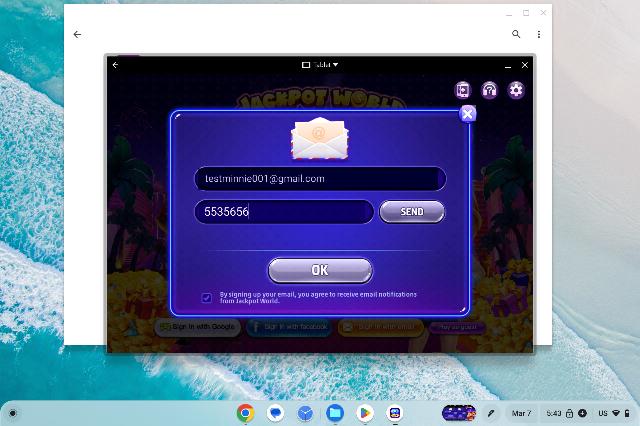 Tablet
JACKPOT WORLD
testminnie001@gmail.com
5535656
SEND
OK
By signing up your email, you agree to receive email notifications
from Jackpot World.
Sign in with Google
Sign in with facebook
Sign in with email
Play as guest
Mar 7
5:43
US